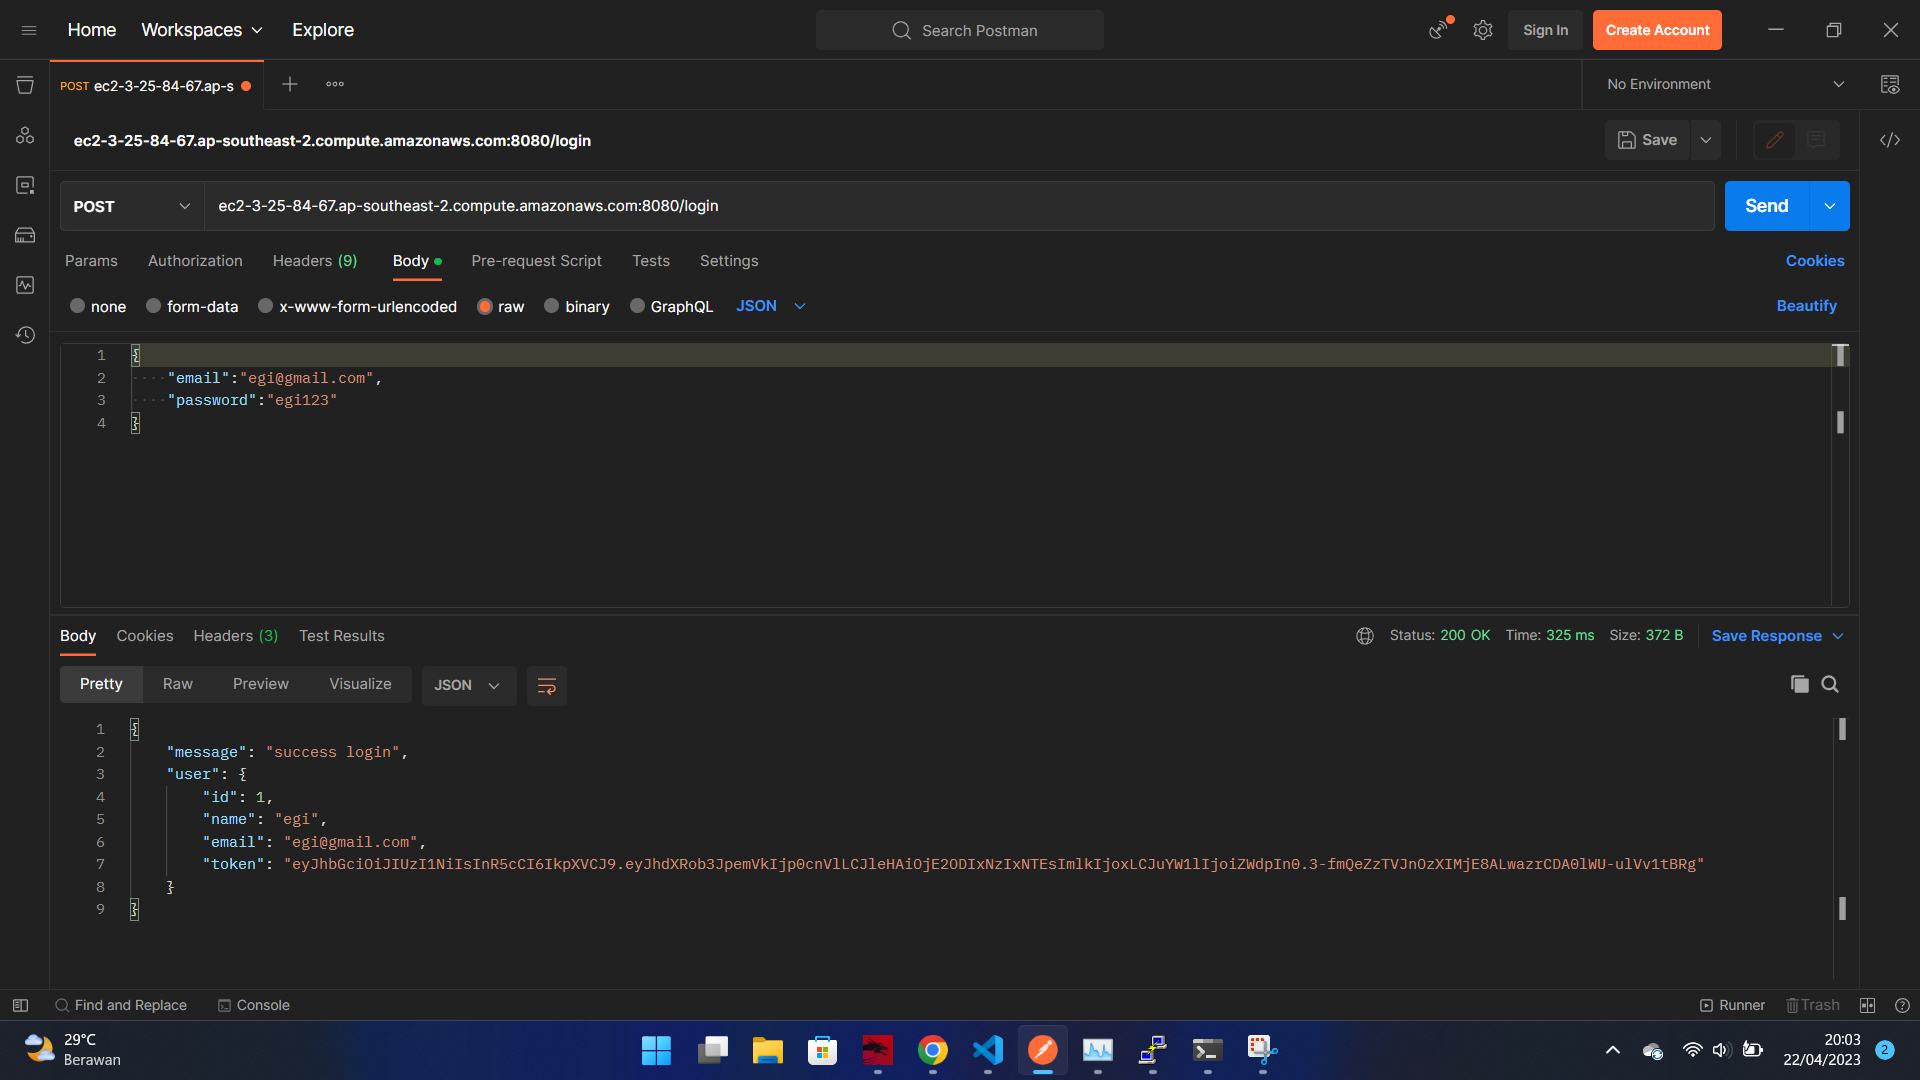 Home Workspaces Explore Search Postman Sign In Create Account
POST ec2-3-25-84-67.ap-s No Environment
ec2-3-25-84-67.ap-southeast-2.compute.amazonaws.com:8080/login Save
POST ec2-3-25-84-67.ap-southeast-2.compute.amazonaws.com:8080/login Send
Params Authorization Headers (9) Body Pre-request Script Tests Settings Cookies
none form-data x-www-form-urlencoded raw binary GraphQL JSON Beautify
1 {
2 "email":"egi@gmail.com",
3 "password":"egi123"
4 }
Body Cookies Headers (3) Test Results Status: 200 OK Time: 325 ms Size: 372 B Save Response
Pretty Raw Preview Visualize JSON
1 {
2 "message": "success login",
3 "user": {
4 "id": 1,
5 "name": "egi",
6 "email": "egi@gmail.com",
7 "token": "eyJhbGciOiJIUzI1NiIsInR5cCI6IkpXVCJ9.eyJhdXRob3JpemVkIjp0cnVlLCJleHAiOjE2ODIxNzIxNTEsImlkIjoxLCJuYW1lIjoiZWdpIn0.3-fmQeZzTVJnOzXIMjE8ALwazrCDA0lWU-ulVv1tBRg"
8 }
9 }
Find and Replace Console Runner Trash
29°C
Berawan
20:03
22/04/2023 2